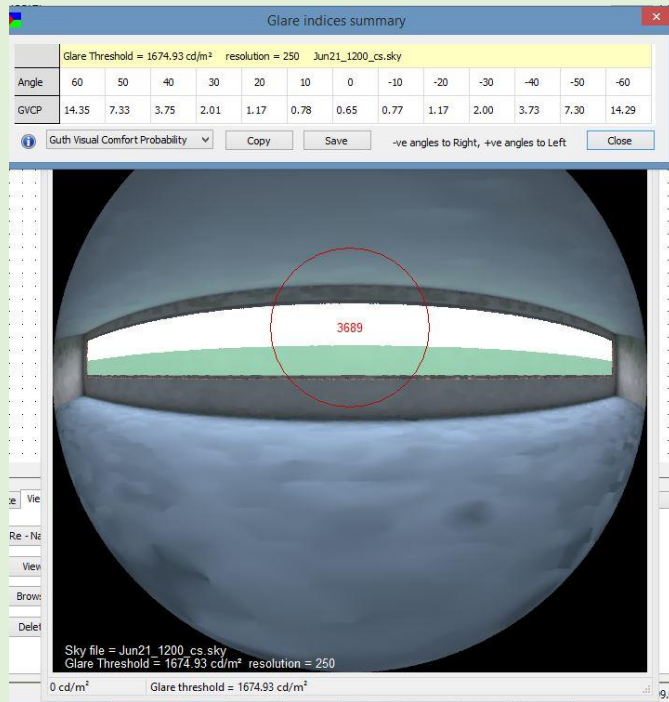 Glare indices summary
Glare Threshold = 1674.93 cd/m² resolution = 250 Jun21_1200_cs.sky
Angle 60 50 40 30 20 10 0 -10 -20 -30 -40 -50 -60
GVCP 14.35 7.33 3.75 2.01 1.17 0.78 0.65 0.77 1.17 2.00 3.73 7.30 14.29
Guth Visual Comfort Probability Copy Save -ve angles to Right, +ve angles to Left Close
3689
Vie
Re - Na
View
Brows
Delet
Sky file = Jun21_1200_cs.sky
Glare Threshold = 1674.93 cd/m² resolution = 250
0 cd/m² Glare threshold = 1674.93 cd/m²